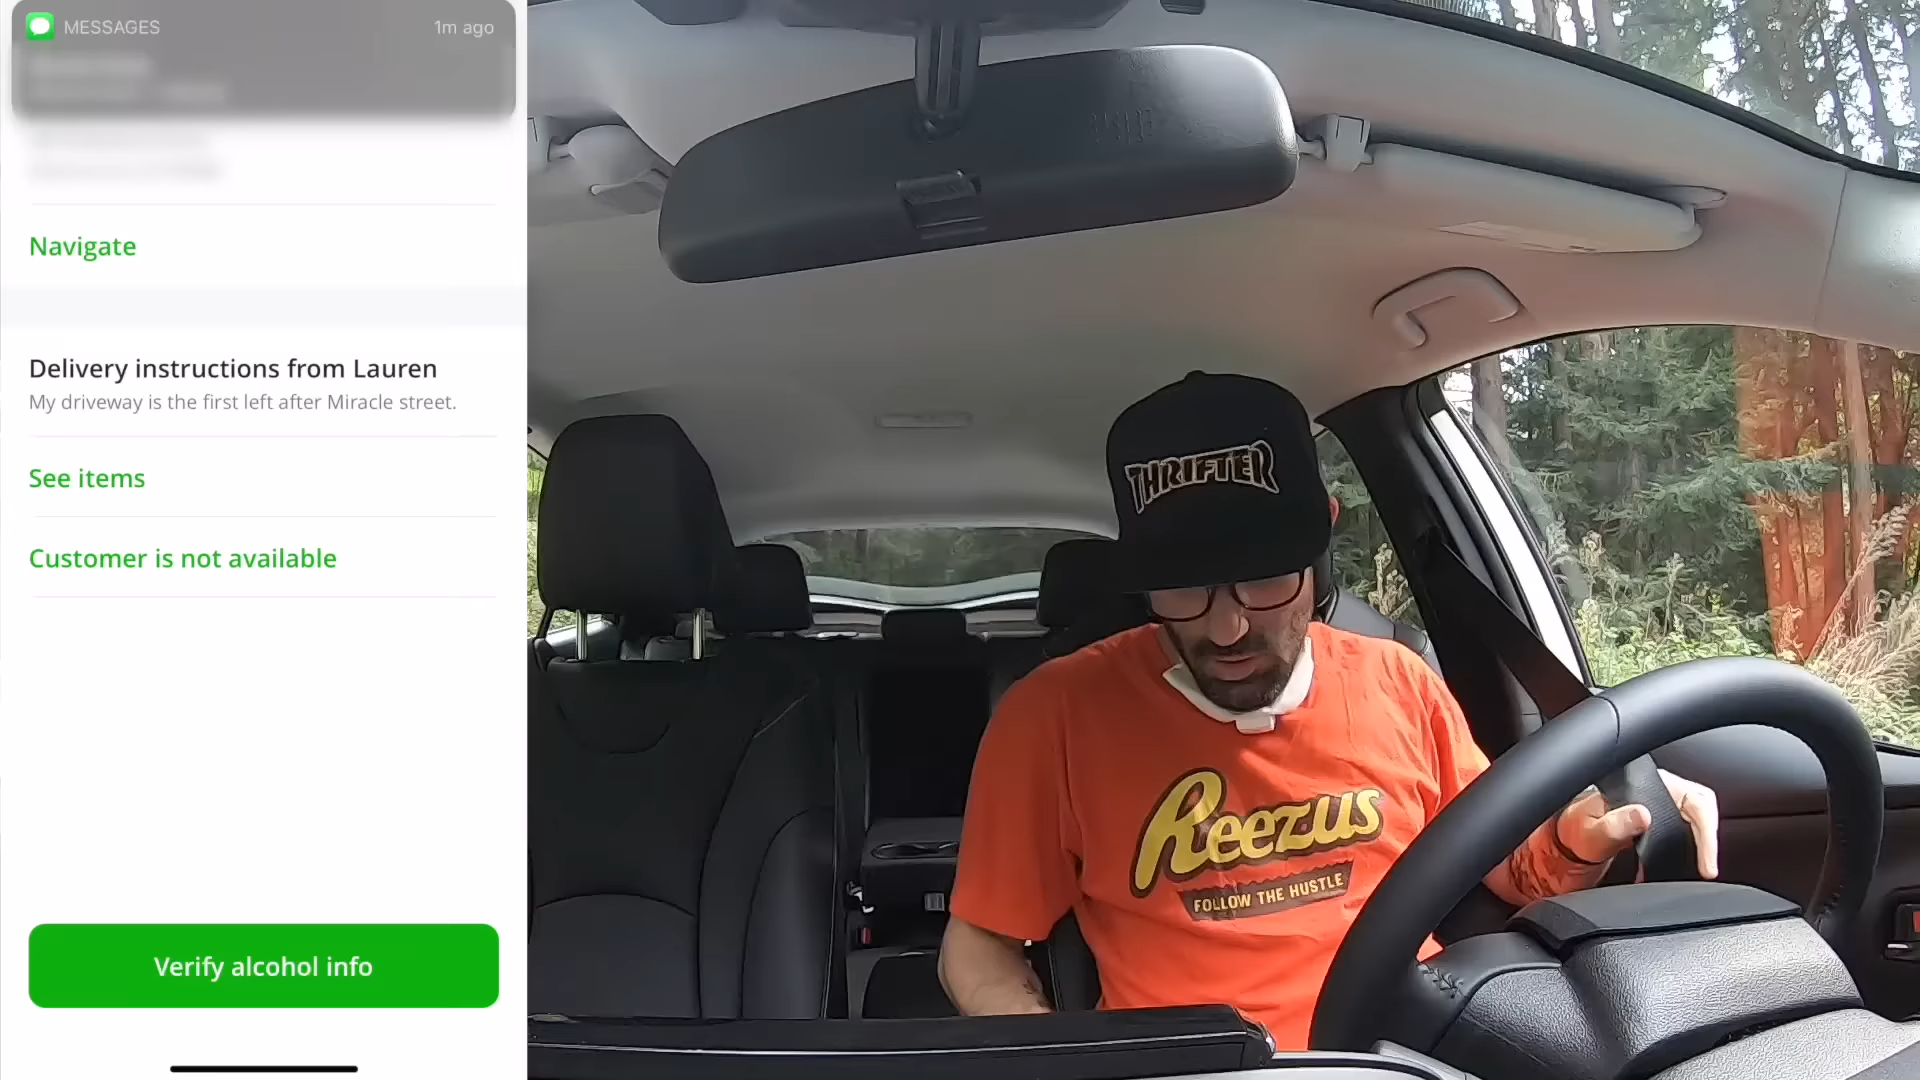 MESSAGES
1m ago
Navigate
Delivery instructions from Lauren
My driveway is the first left after Miracle street.
See items
Customer is not available
Verify alcohol info
THRIFTER
Reezus
FOLLOW THE HUSTLE